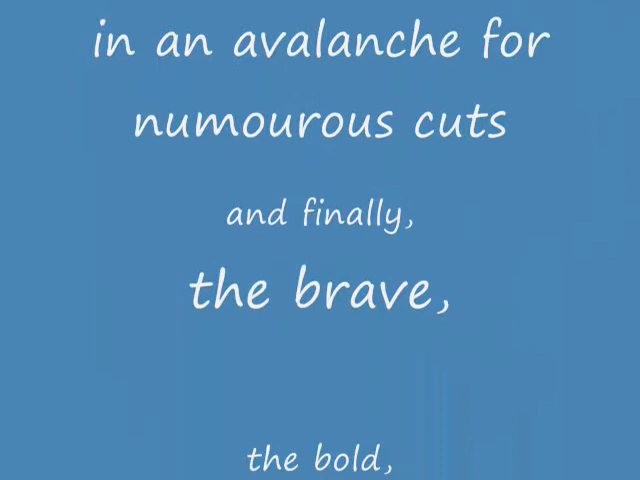 in an avalanche for
numourous cuts
and finally,
the brave,
the bold,